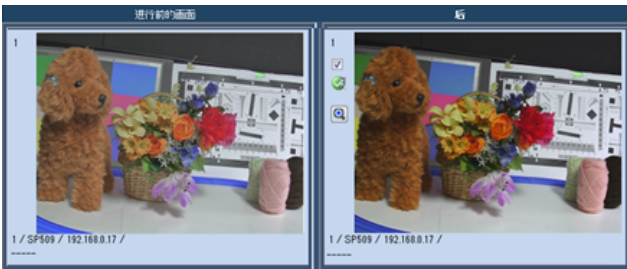 进行前的画面
后
1
1 / SP509 / 192.168.0.17 /
-----
1
1 / SP509 / 192.168.0.17 /
-----